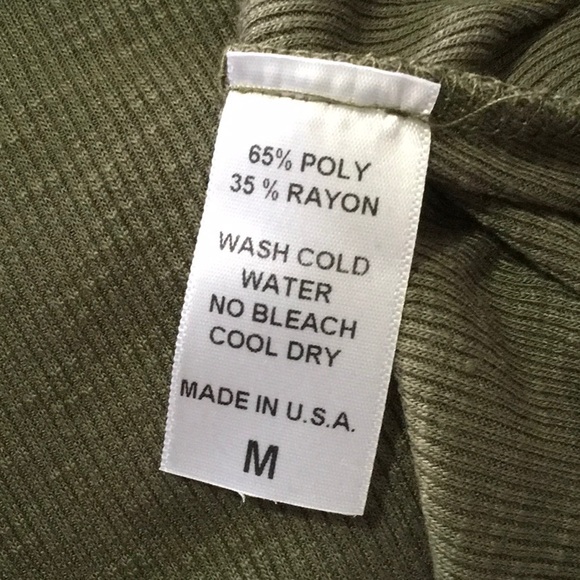 65% POLY
35 % RAYON
WASH COLD
WATER
NO BLEACH
COOL DRY
MADE IN U.S.A.
M